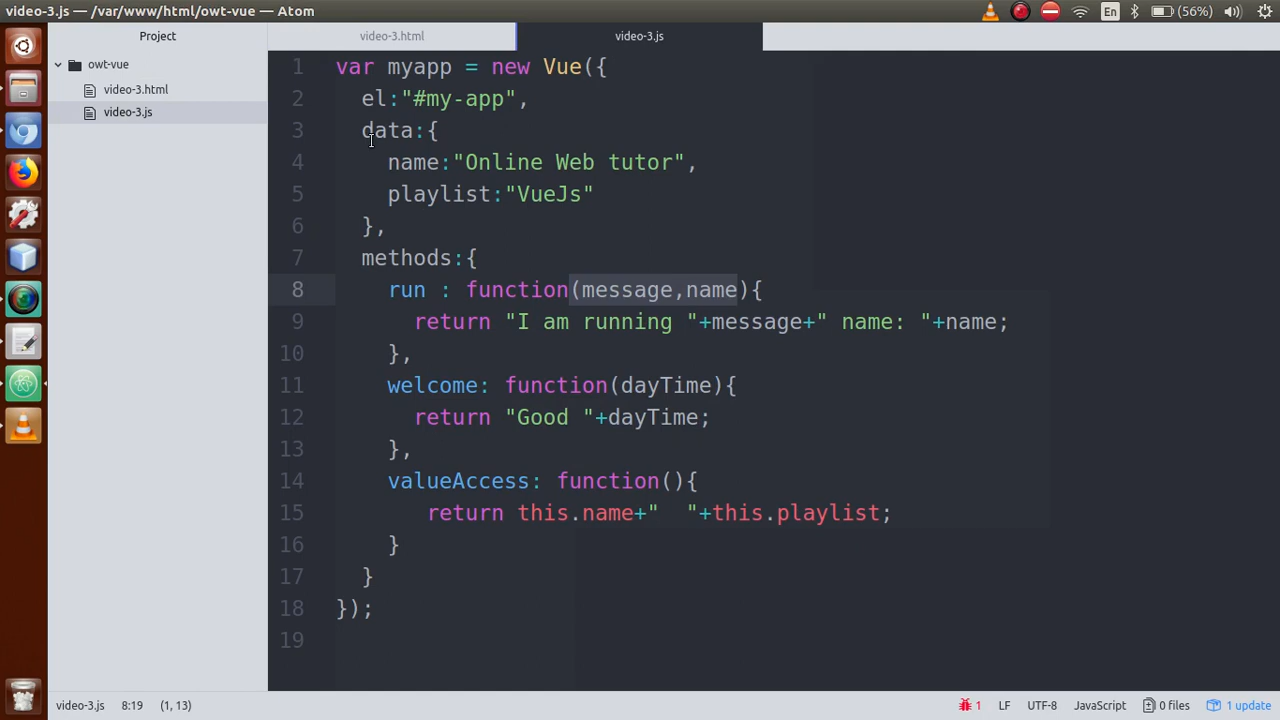 video-3.js — /var/www/html/owt-vue — Atom
En
(56%)
Project
video-3.html
video-3.js
owt-vue
video-3.html
video-3.js
1 var myapp = new Vue({
2 el:"#my-app",
3 data:{
4 name:"Online Web tutor",
5 playlist:"VueJs"
6 },
7 methods:{
8 run : function(message,name){
9 return "I am running "+message+" name: "+name;
10 },
11 welcome: function(dayTime){
12 return "Good "+dayTime;
13 },
14 valueAccess: function(){
15 return this.name+"  "+this.playlist;
16 }
17 }
18 });
19
video-3.js 8:19 (1, 13) 1 LF UTF-8 JavaScript 0 files 1 update